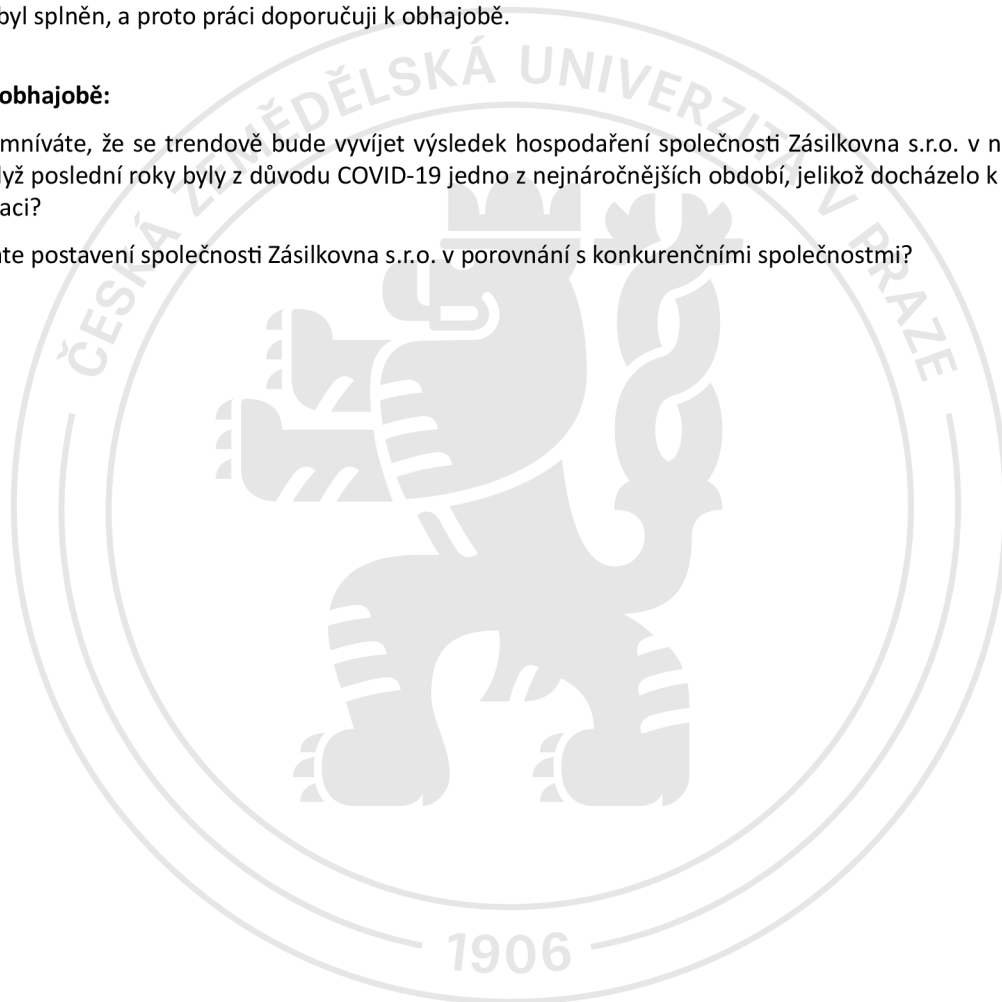 byl splněn, a proto práci doporučuji k obhajobě.
obhajobě:
mníváte, že se trendově bude vyvíjet výsledek hospodaření společnosti Zásilkovna s.r.o. v n
dyž poslední roky byly z důvodu COVID-19 jedno z nejnáročnějších období, jelikož docházelo k
aci?
te postavení společnosti Zásilkovna s.r.o. v porovnání s konkurenčními společnostmi?
ČESKÁ ZEMĚDĚLSKÁ UNIVERZITA V PRAZE
1906